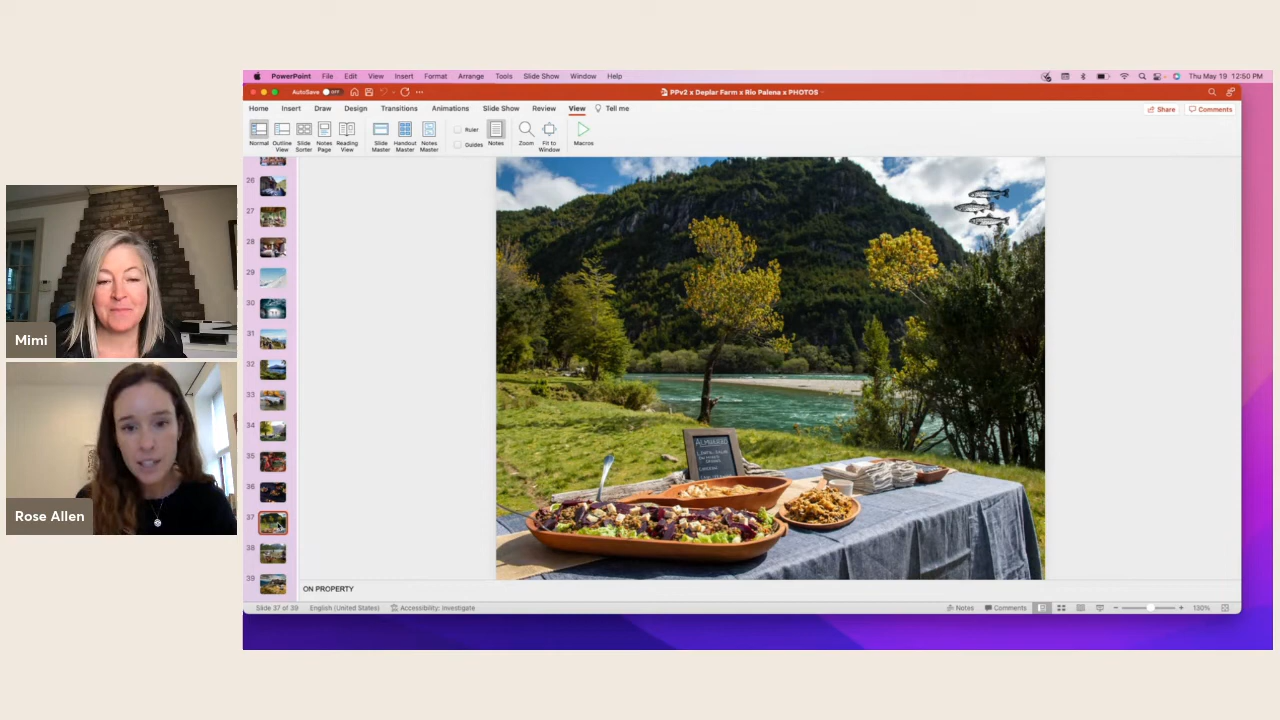 PowerPoint File Edit View Insert Format Arrange Tools Slide Show Window Help Thu May 19 12:50 PM
AutoSave OFF PPv2 x Deplar Farm x Rio Palena x PHOTOS
Home Insert Draw Design Transitions Animations Slide Show Review View Tell me Share Comments
Normal Outline View Slide Sorter Notes Page Reading View Slide Master Handout Master Notes Master Ruler Guides Notes Zoom Fit to Window Macros
26
27
28
29
30
31
32
33
34
35
36
37
38
39
Mimi
Rose Allen
ALMUERZO
ON PROPERTY
Slide 37 of 39 English (United States) Accessibility: Investigate Notes Comments 130%